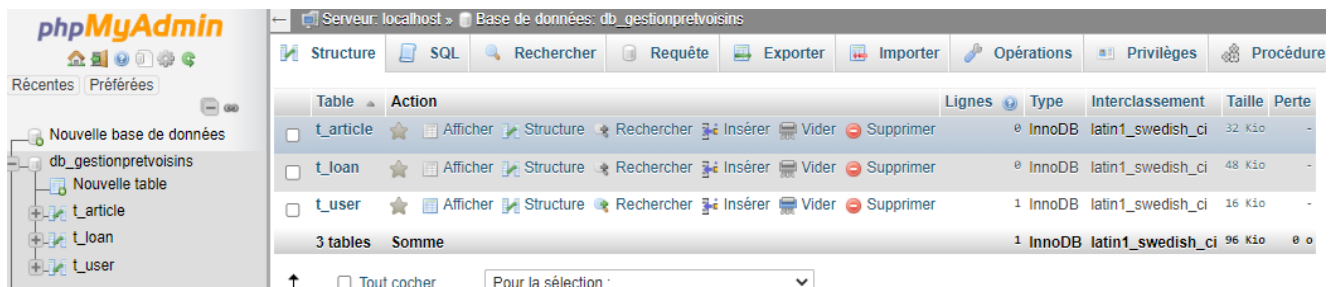 phpMyAdmin
Récentes Préférées
Nouvelle base de données
db_gestionpretvoisins
Nouvelle table
t_article
t_loan
t_user
← Serveur: localhost » Base de données: db_gestionpretvoisins
Structure SQL Rechercher Requête Exporter Importer Opérations Privilèges Procédure
Table Action Lignes Type Interclassement Taille Perte
t_article Afficher Structure Rechercher Insérer Vider Supprimer 0 InnoDB latin1_swedish_ci 32 Kio -
t_loan Afficher Structure Rechercher Insérer Vider Supprimer 0 InnoDB latin1_swedish_ci 48 Kio -
t_user Afficher Structure Rechercher Insérer Vider Supprimer 1 InnoDB latin1_swedish_ci 16 Kio -
3 tables Somme 1 InnoDB latin1_swedish_ci 96 Kio 0 o
Tout cocher Pour la sélection :